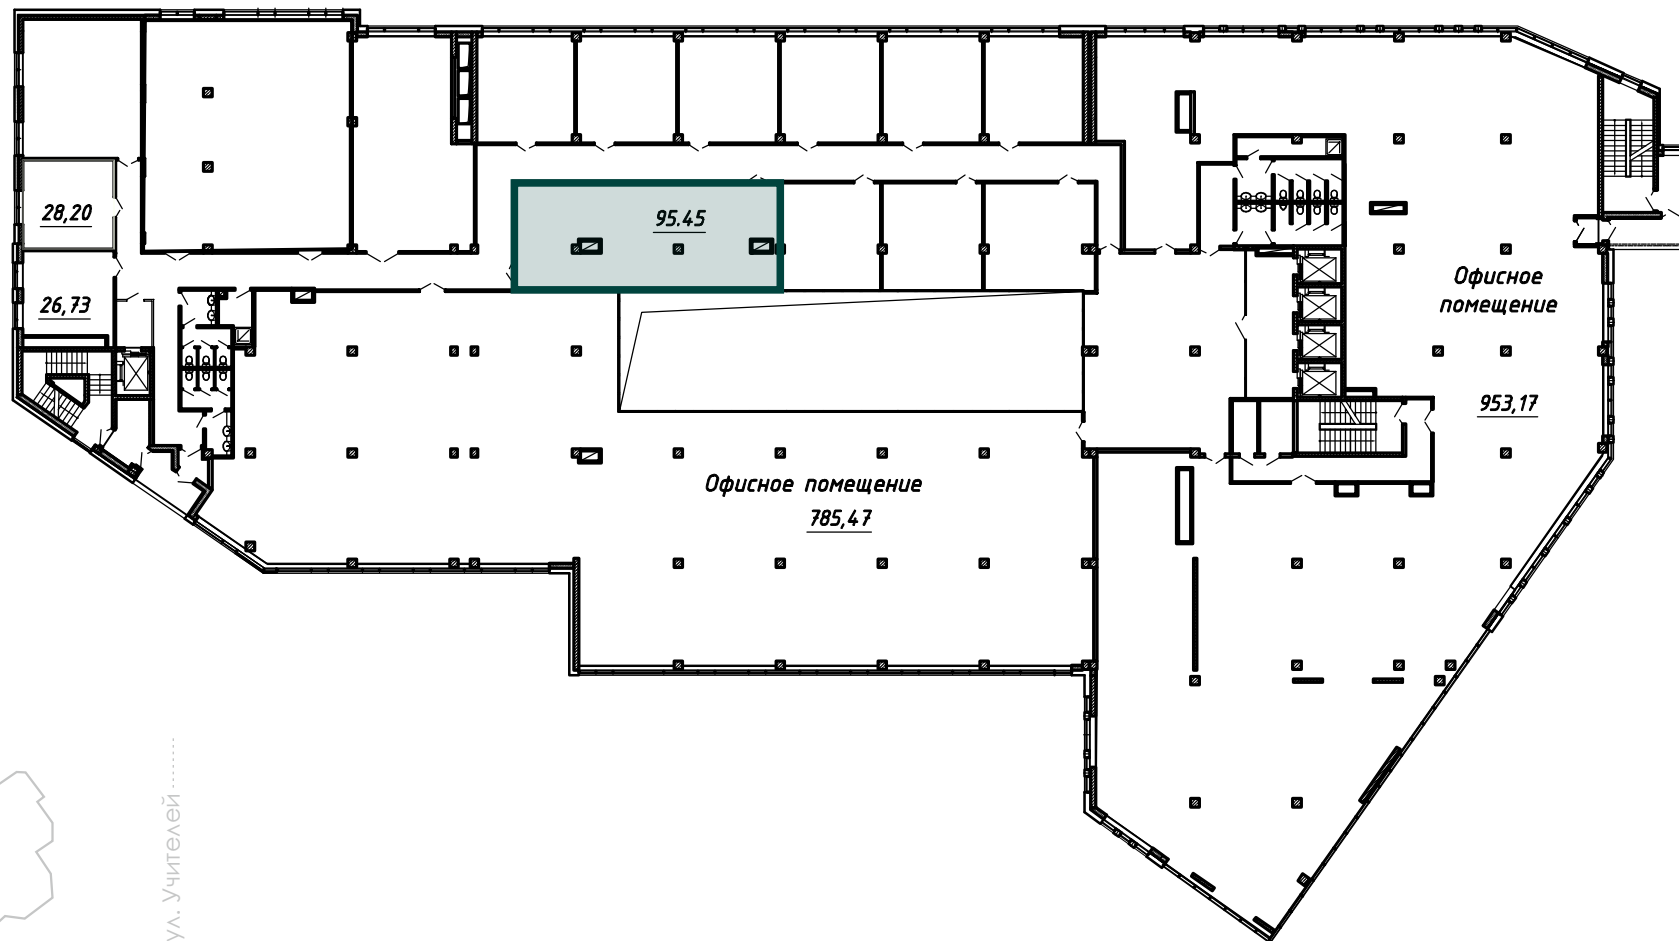 95.45
28,20
26,73
Офисное
помещение
953,17
Офисное помещение
785,47
ул. Учителей